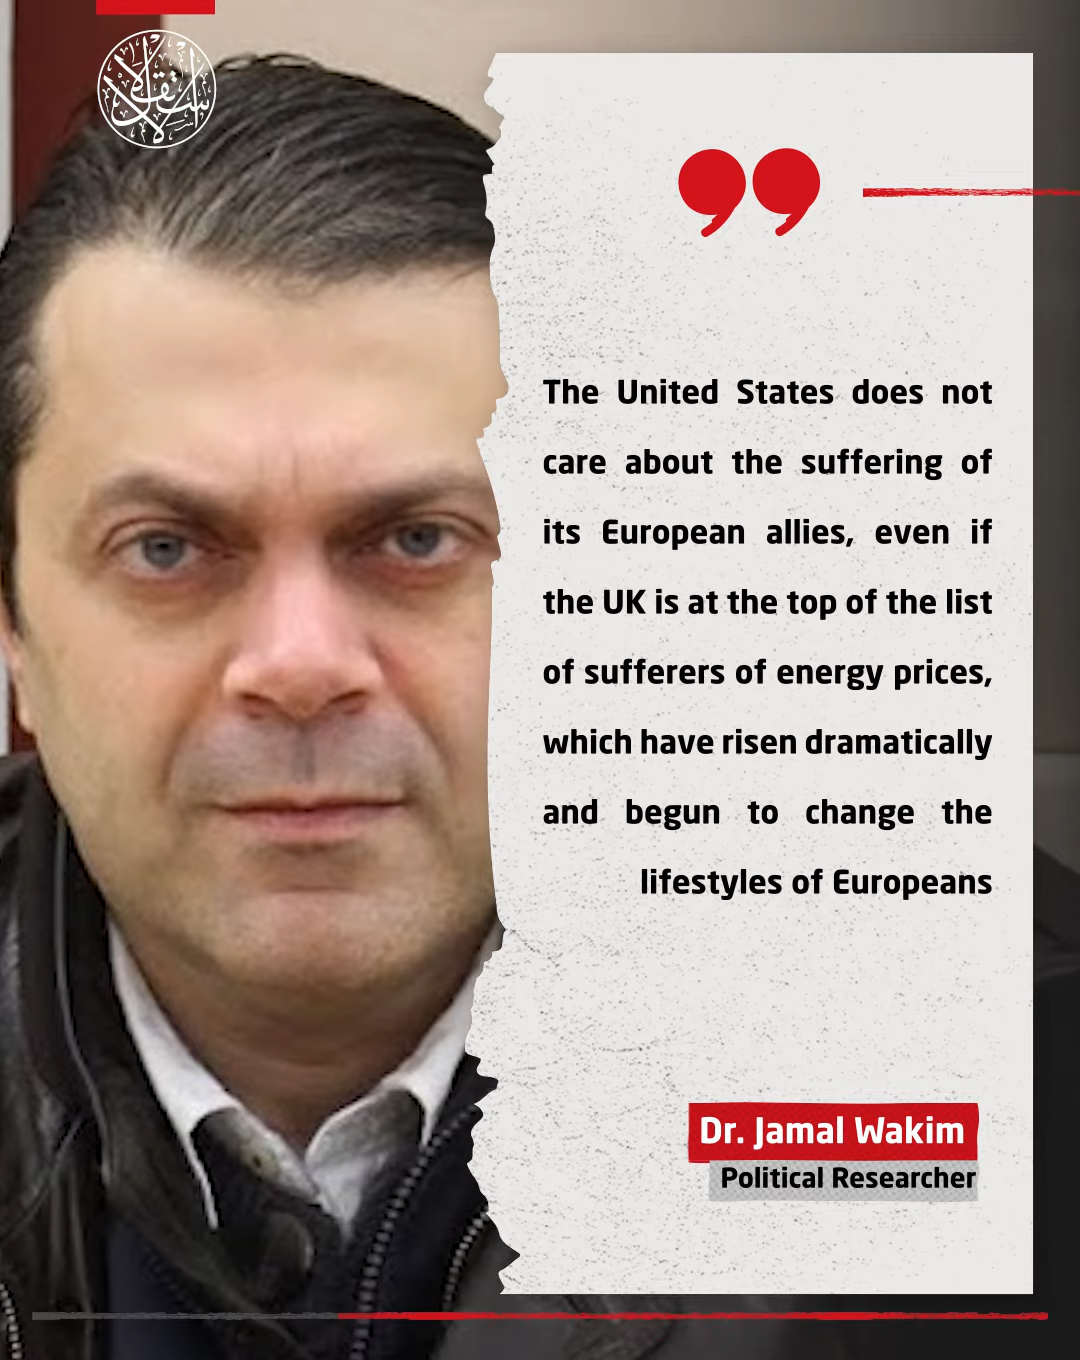 The United States does not
care about the suffering of
its European allies, even if
the UK is at the top of the list
of sufferers of energy prices,
which have risen dramatically
and begun to change the
lifestyles of Europeans
Dr. Jamal Wakim
Political Researcher